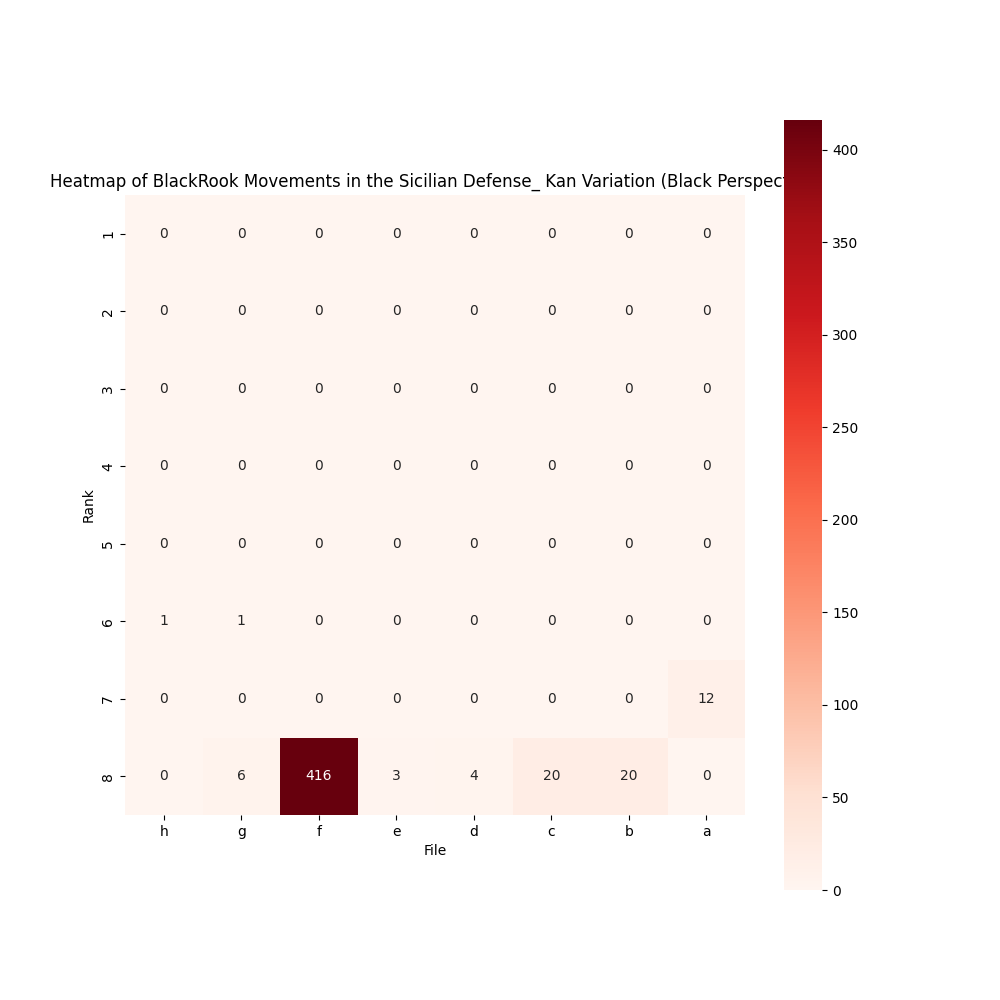 Heatmap of BlackRook Movements in the Sicilian Defense_ Kan Variation (Black Perspect
1 0 0 0 0 0 0 0 0
2 0 0 0 0 0 0 0 0
3 0 0 0 0 0 0 0 0
4 0 0 0 0 0 0 0 0
Rank
5 0 0 0 0 0 0 0 0
6 1 1 0 0 0 0 0 0
7 0 0 0 0 0 0 0 12
8 0 6 416 3 4 20 20 0
h g f e d c b a
File
400
350
300
250
200
150
100
50
0